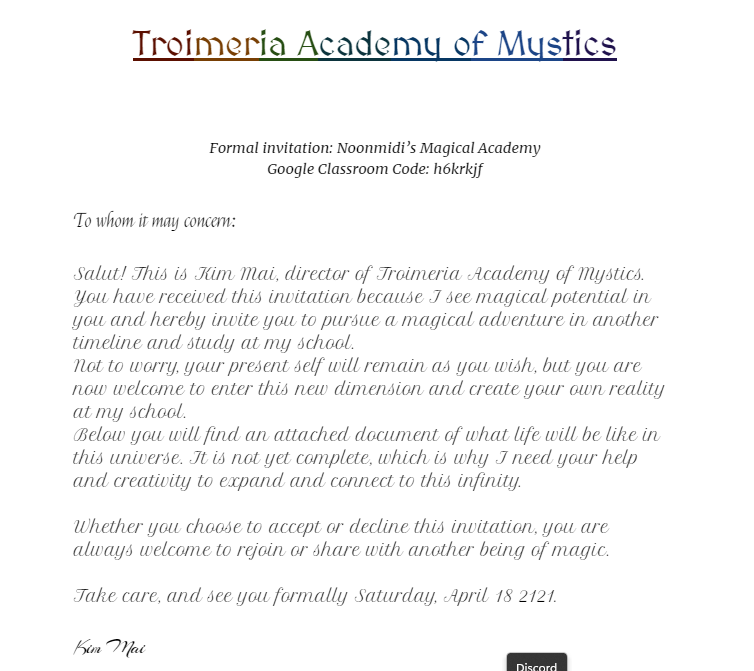 Troimeria Academy of Mystics
Formal invitation: Noonmidi’s Magical Academy
Google Classroom Code: h6krkjf
To whom it may concern:
Salut! This is Kim Mai, director of Troimeria Academy of Mystics.
You have received this invitation because I see magical potential in
you and hereby invite you to pursue a magical adventure in another
timeline and study at my school.
Not to worry, your present self will remain as you wish, but you are
now welcome to enter this new dimension and create your own reality
at my school.
Below you will find an attached document of what life will be like in
this universe. It is not yet complete, which is why I need your help
and creativity to expand and connect to this infinity.
Whether you choose to accept or decline this invitation, you are
always welcome to rejoin or share with another being of magic.
Take care, and see you formally Saturday, April 18 2121.
Kim Mai
Discord